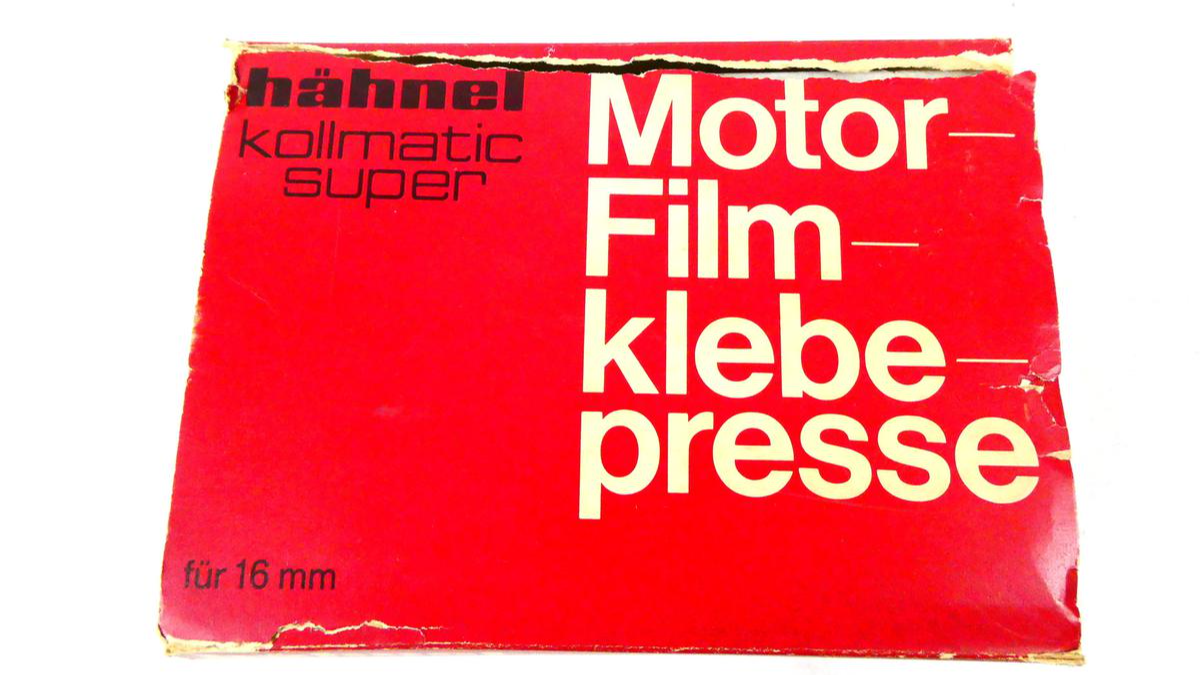 hähnel
kollmatic
super
Motor-
Film-
klebe-
presse
für 16 mm